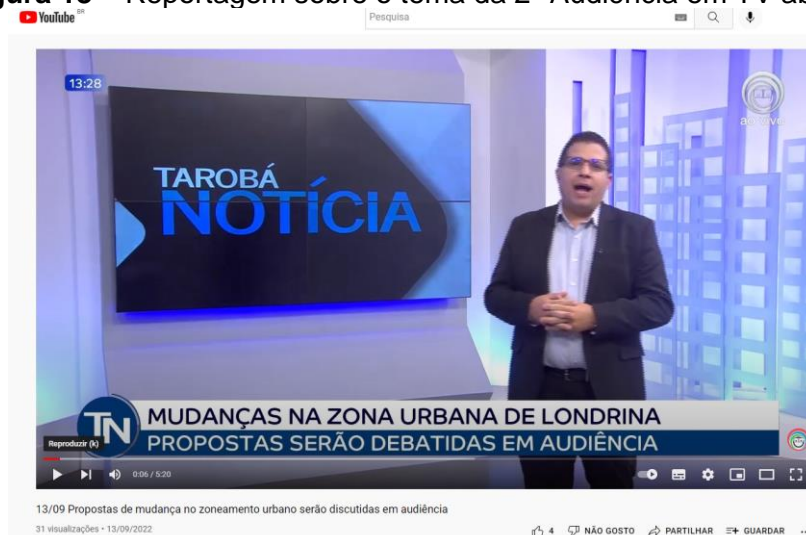 Reportagem sobre o tema da 2ª Audiência em TV
YouTube BR
Pesquisa
13:28
ao vivo
TAROBÁ
NOTÍCIA
TN
MUDANÇAS NA ZONA URBANA DE LONDRINA
PROPOSTAS SERÃO DEBATIDAS EM AUDIÊNCIA
Reproduzir (k)
0:06 / 5:20
13/09 Propostas de mudança no zoneamento urbano serão discutidas em audiência
31 visualizações • 13/09/2022
4 NÃO GOSTO PARTILHAR GUARDAR ...